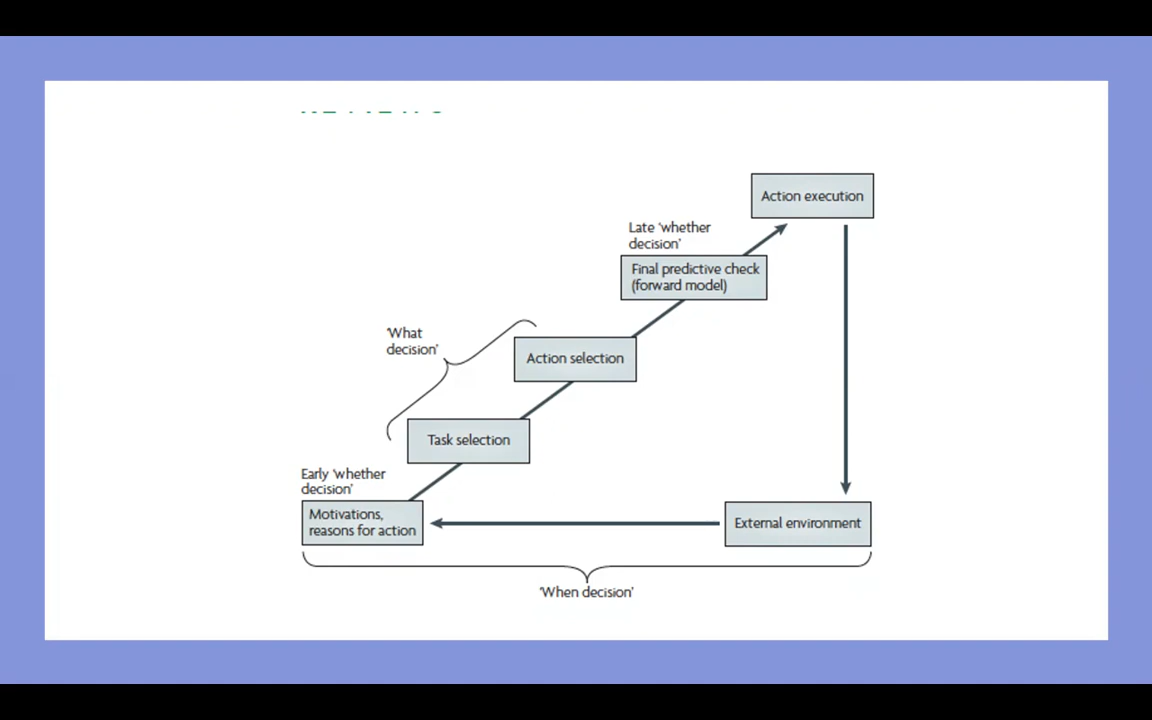 Action execution
Late 'whether
decision'
Final predictive check
(forward model)
'What
decision'
Action selection
Task selection
Early 'whether
decision'
Motivations,
reasons for action
External environment
'When decision'